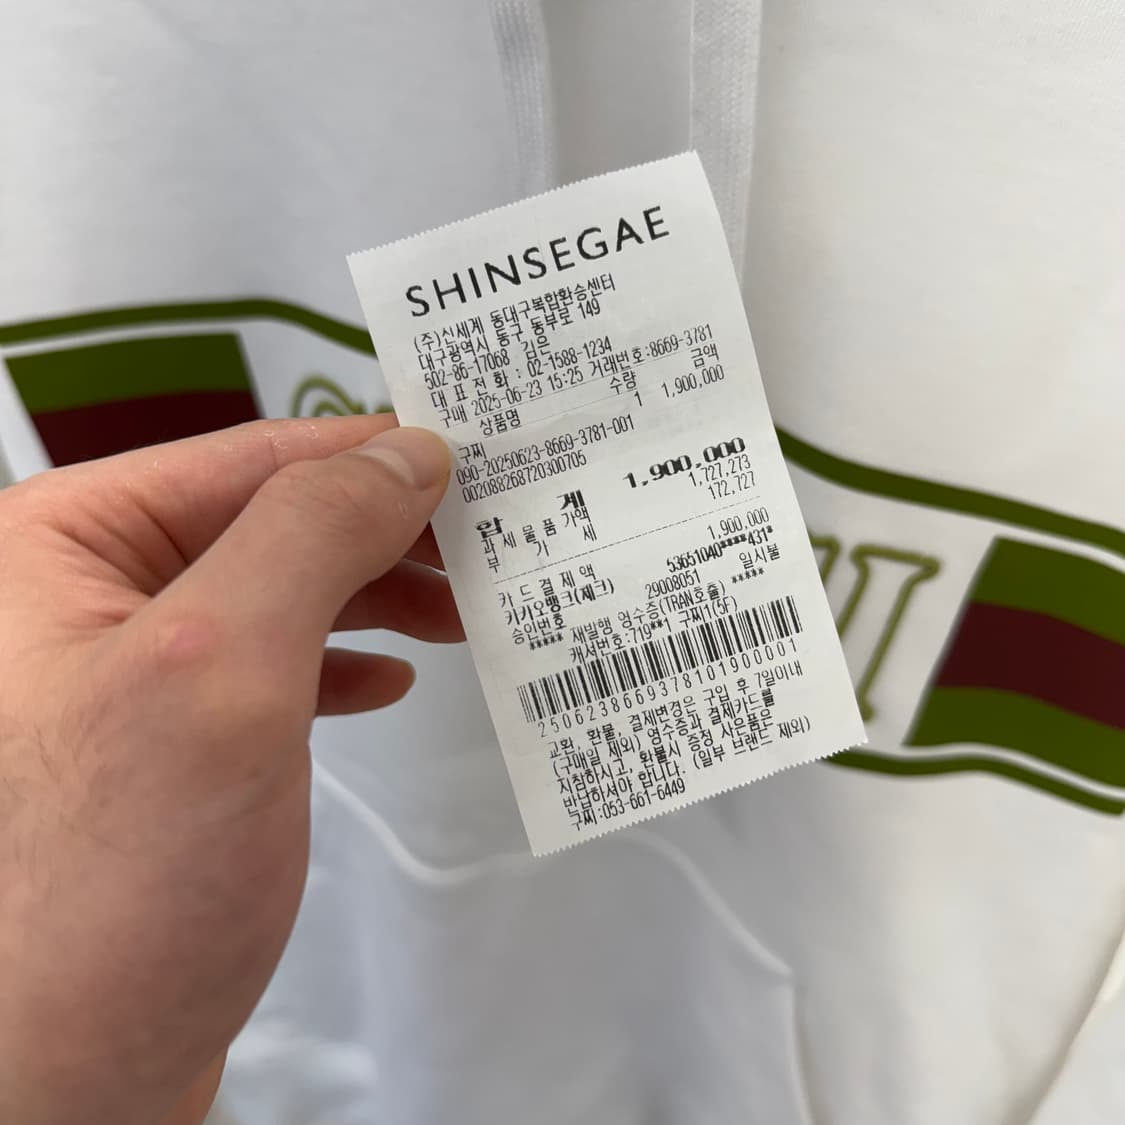 SHINSEGAE
(주)신세계 동대구복합환승센터
대구광역시 동구 동부로 149
502-86-17068 김은
대 표 전 화 : 02-1588-1234
구매 2025-06-23 15:25 거래번호:8669-3781
상품명 수량 금액
구찌 1 1,900,000
090-20250623-8669-3781-001
002088268720300705
합 계 1,900,000
과 세 물 품 가액 1,727,273
부 가 세 172,727
카 드 결 제 액 1,900,000
카카오뱅크(체크) 53651040****431*
승인번호 29008051 일시불
***** 재발행 영수증(TRAN호출) *****
캐셔번호:719**1 구찌1(5F)
2506238669378101900001
교환, 환불, 결제변경은 구입 후 7일이내
(구매일 제외) 영수증과 결제카드를
지참하시고, 환불시 증정 사은품은
반납하셔야 합니다. (일부 브랜드 제외)
구찌:053-661-6449